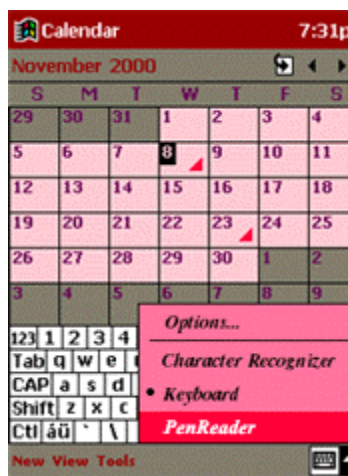 Calendar 7:31p
November 2000
S M T W T F S
29 30 31 1 2 3 4
5 6 7 8 9 10 11
12 13 14 15 16 17 18
19 20 21 22 23 24 25
26 27 28 29 30 1 2
3 4 5 6 7 8 9
Options...
123 1 2 3 4
Character Recognizer
Tab q w e
Keyboard
CAP a s d
Shift z x c
PenReader
Ctl áü ` \
New View Tools